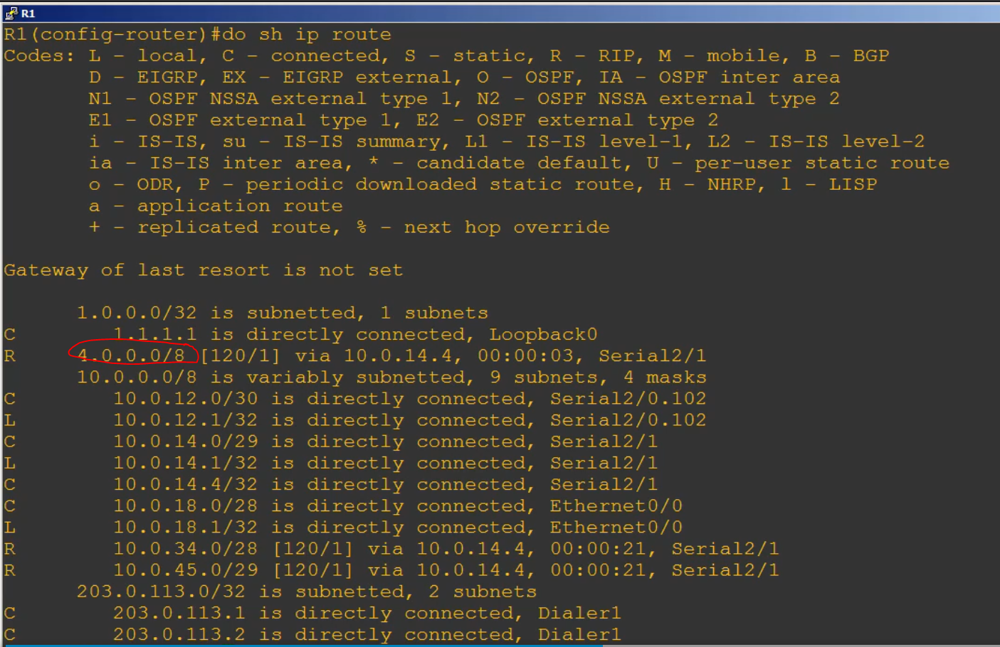 R1
R1(config-router)#do sh ip route
Codes: L - local, C - connected, S - static, R - RIP, M - mobile, B - BGP
D - EIGRP, EX - EIGRP external, O - OSPF, IA - OSPF inter area
N1 - OSPF NSSA external type 1, N2 - OSPF NSSA external type 2
E1 - OSPF external type 1, E2 - OSPF external type 2
i - IS-IS, su - IS-IS summary, L1 - IS-IS level-1, L2 - IS-IS level-2
ia - IS-IS inter area, * - candidate default, U - per-user static route
o - ODR, P - periodic downloaded static route, H - NHRP, l - LISP
a - application route
+ - replicated route, % - next hop override
Gateway of last resort is not set
1.0.0.0/32 is subnetted, 1 subnets
C 1.1.1.1 is directly connected, Loopback0
R 4.0.0.0/8 [120/1] via 10.0.14.4, 00:00:03, Serial2/1
10.0.0.0/8 is variably subnetted, 9 subnets, 4 masks
C 10.0.12.0/30 is directly connected, Serial2/0.102
L 10.0.12.1/32 is directly connected, Serial2/0.102
C 10.0.14.0/29 is directly connected, Serial2/1
L 10.0.14.1/32 is directly connected, Serial2/1
C 10.0.14.4/32 is directly connected, Serial2/1
C 10.0.18.0/28 is directly connected, Ethernet0/0
L 10.0.18.1/32 is directly connected, Ethernet0/0
R 10.0.34.0/28 [120/1] via 10.0.14.4, 00:00:21, Serial2/1
R 10.0.45.0/29 [120/1] via 10.0.14.4, 00:00:21, Serial2/1
203.0.113.0/32 is subnetted, 2 subnets
C 203.0.113.1 is directly connected, Dialer1
C 203.0.113.2 is directly connected, Dialer1